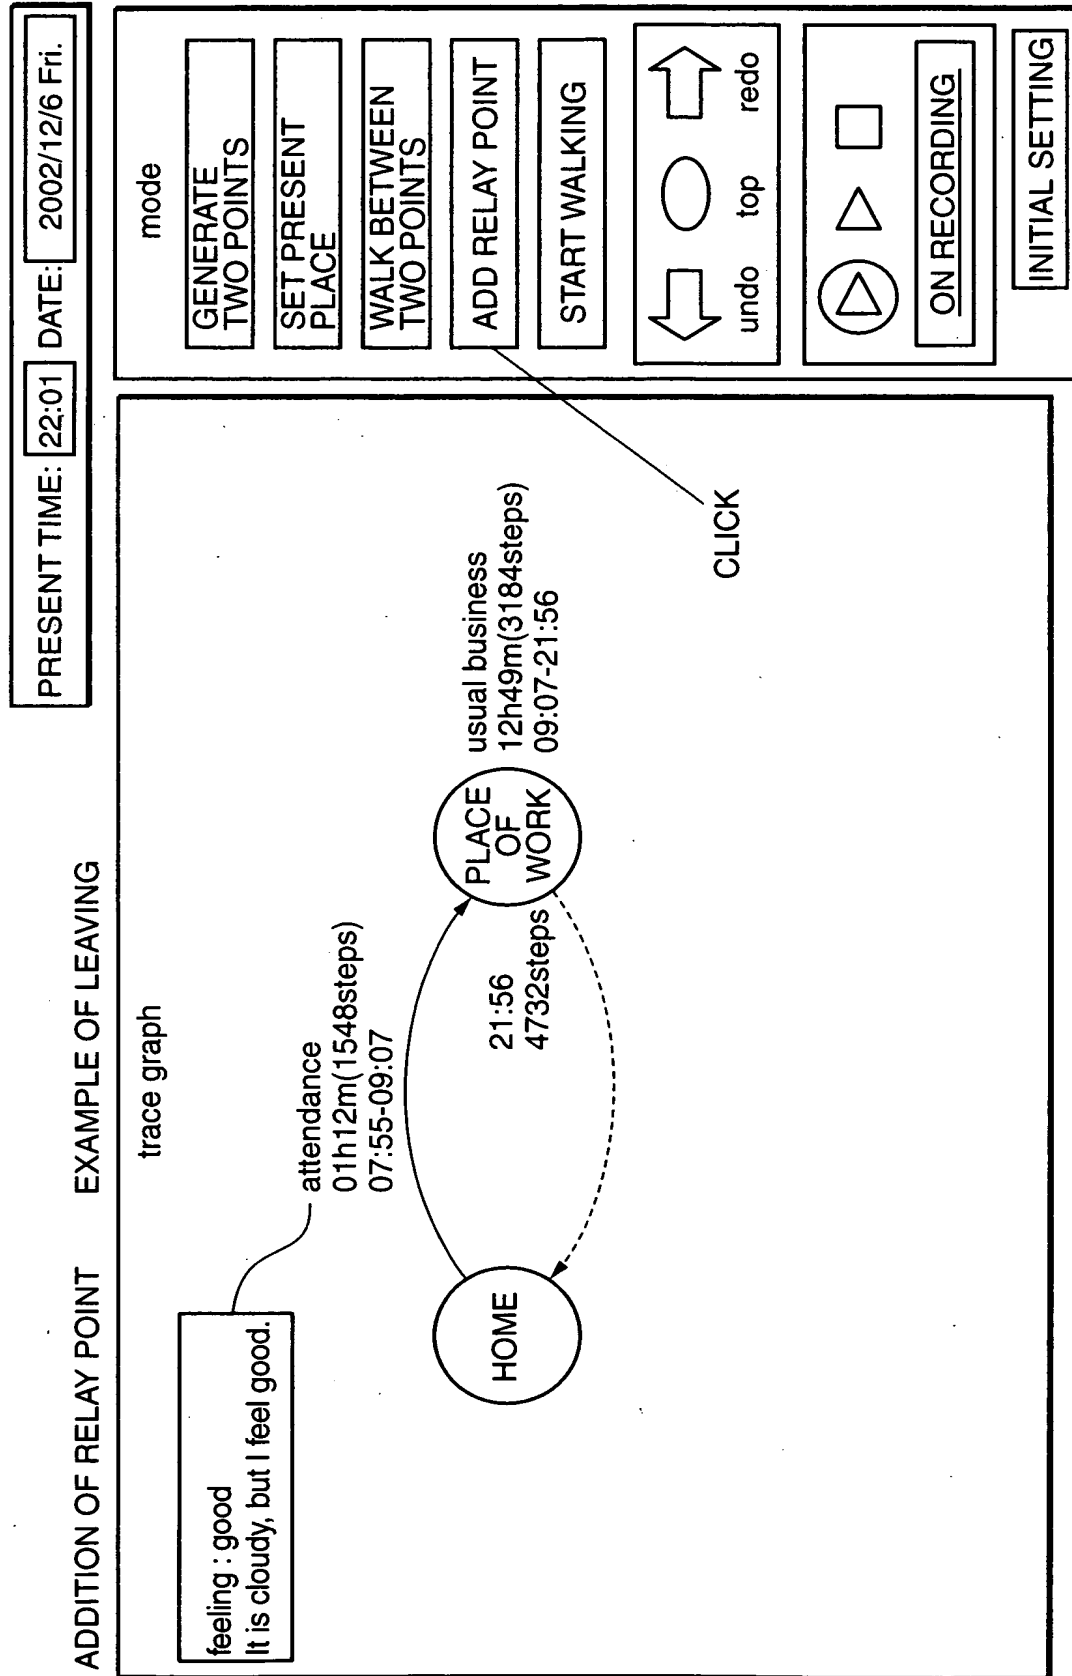 PRESENT TIME: 22:01 DATE: 2002/12/6 Fri.
ADDITION OF RELAY POINT EXAMPLE OF LEAVING
trace graph
feeling : good
It is cloudy, but I feel good.
attendance
01h12m(1548steps)
07:55-09:07
HOME
PLACE
OF
WORK
usual business
12h49m(3184steps)
09:07-21:56
21:56
4732steps
CLICK
mode
GENERATE
TWO POINTS
SET PRESENT
PLACE
WALK BETWEEN
TWO POINTS
ADD RELAY POINT
START WALKING
undo top redo
ON RECORDING
INITIAL SETTING